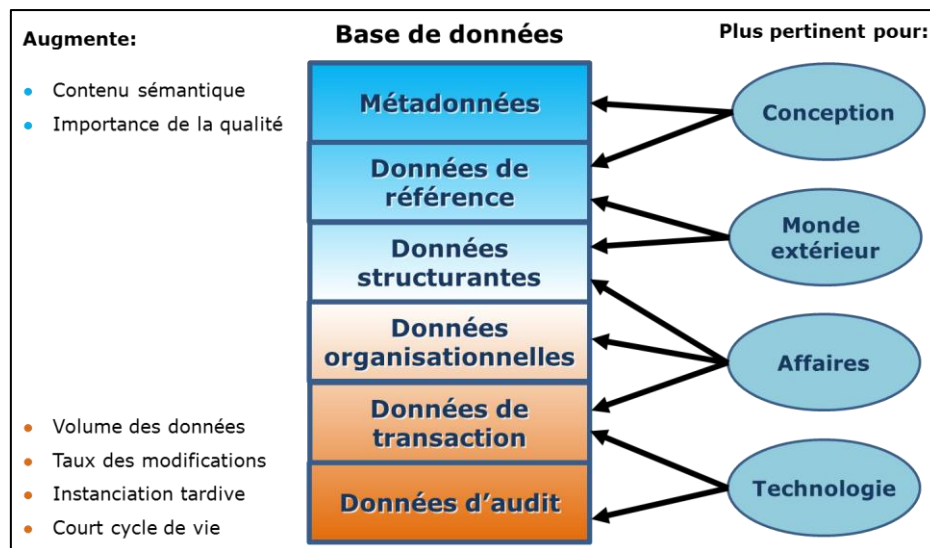 Augmente:
Contenu sémantique
Importance de la qualité
Volume des données
Taux des modifications
Instanciation tardive
Court cycle de vie
Base de données
Métadonnées
Données de
référence
Données
structurantes
Données
organisationnelles
Données de
transaction
Données d'audit
Plus pertinent pour:
Conception
Monde
extérieur
Affaires
Technologie